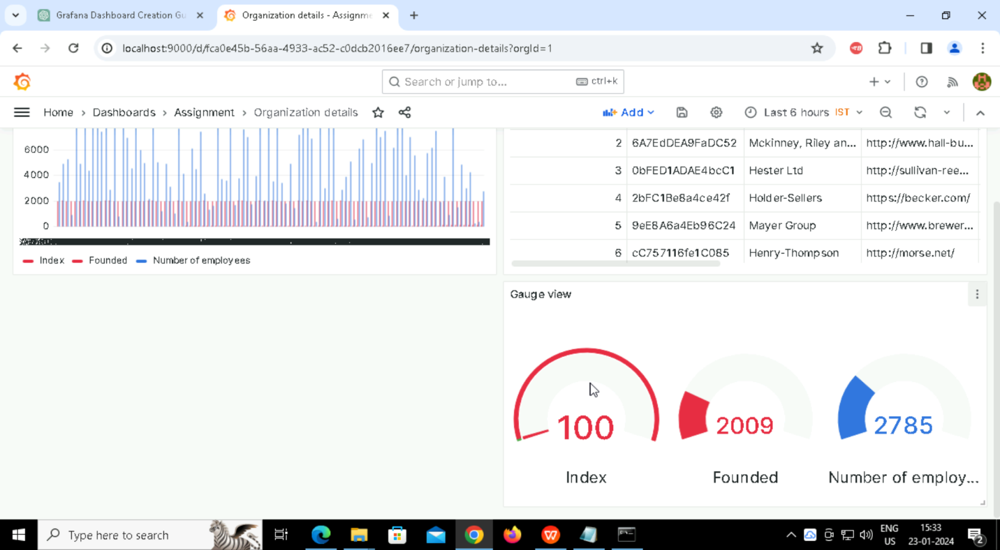 Grafana Dashboard Creation Gu
Organization details - Assignme
localhost:9000/d/fca0e45b-56aa-4933-ac52-c0dcb2016ee7/organization-details?orgId=1
Search or jump to...
ctrl+k
Home › Dashboards › Assignment › Organization details
Add
Last 6 hours IST
6000
4000
2000
0
Index
Founded
Number of employees
2 6A7EdDEA9FaDC52 Mckinney, Riley an... http://www.hall-bu...
3 0bFED1ADAE4bcC1 Hester Ltd http://sullivan-ree...
4 2bFC1Be8a4ce42f Holder-Sellers https://becker.com/
5 9eE8A6a4Eb96C24 Mayer Group http://www.brewer...
6 cC757116fe1C085 Henry-Thompson http://morse.net/
Gauge view
100
2009
2785
Index
Founded
Number of employ...
Type here to search
ENG
US
15:33
23-01-2024
2